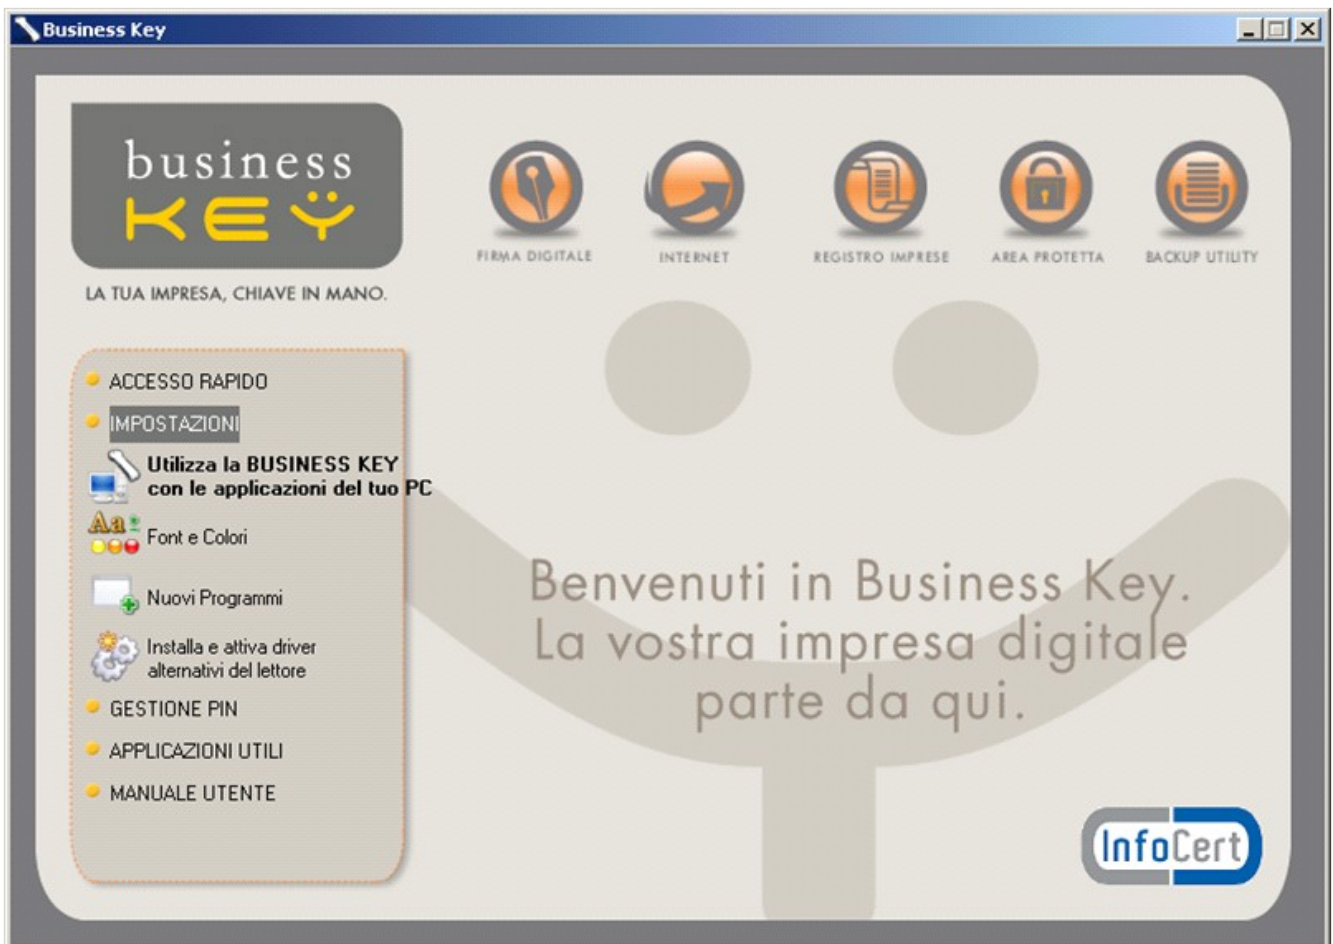 Business Key
business
KEY
LA TUA IMPRESA, CHIAVE IN MANO.
FIRMA DIGITALE
INTERNET
REGISTRO IMPRESE
AREA PROTETTA
BACKUP UTILITY
ACCESSO RAPIDO
IMPOSTAZIONI
Utilizza la BUSINESS KEY
con le applicazioni del tuo PC
Aa
Font e Colori
Nuovi Programmi
Installa e attiva driver
alternativi del lettore
GESTIONE PIN
APPLICAZIONI UTILI
MANUALE UTENTE
Benvenuti in Business Key.
La vostra impresa digitale
parte da qui.
InfoCert